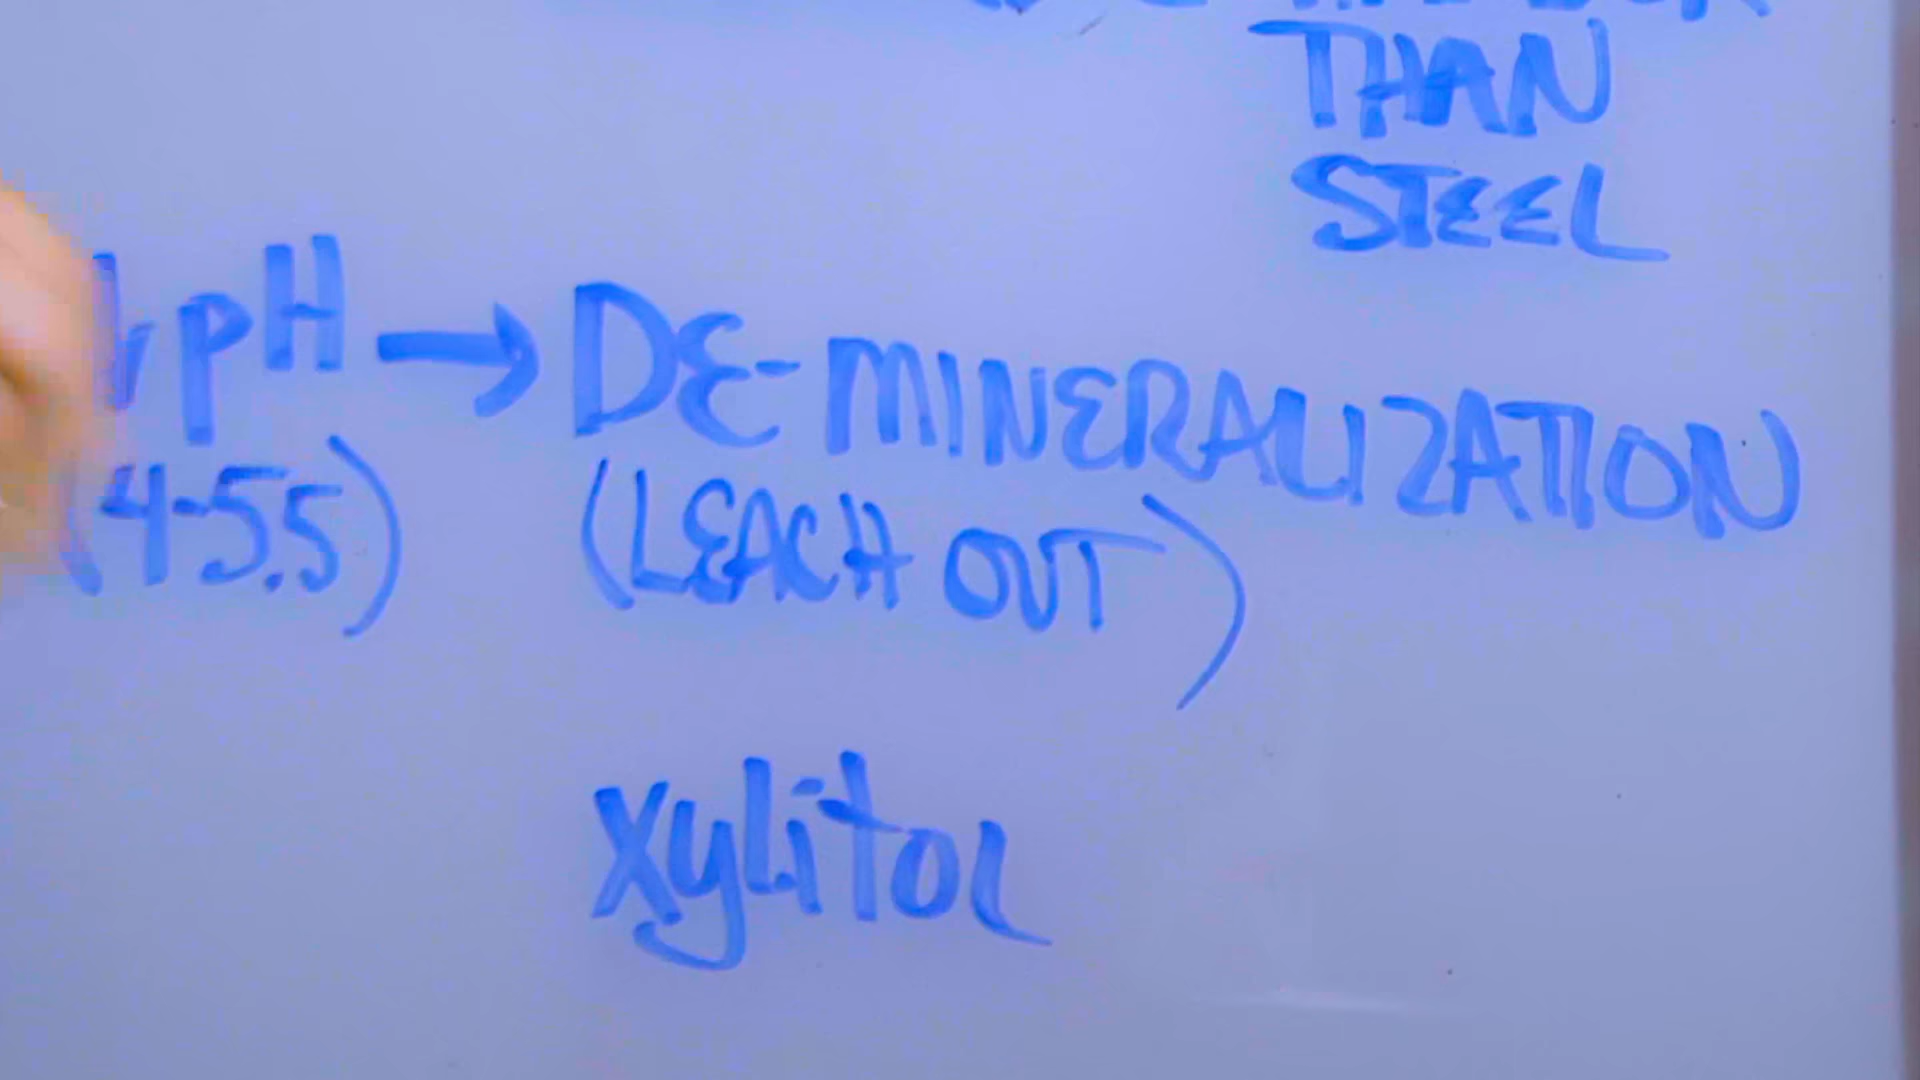 THAN
STEEL
↓pH → DE-MINERALIZATION
(4-5.5) (LEACH OUT)
Xylitol